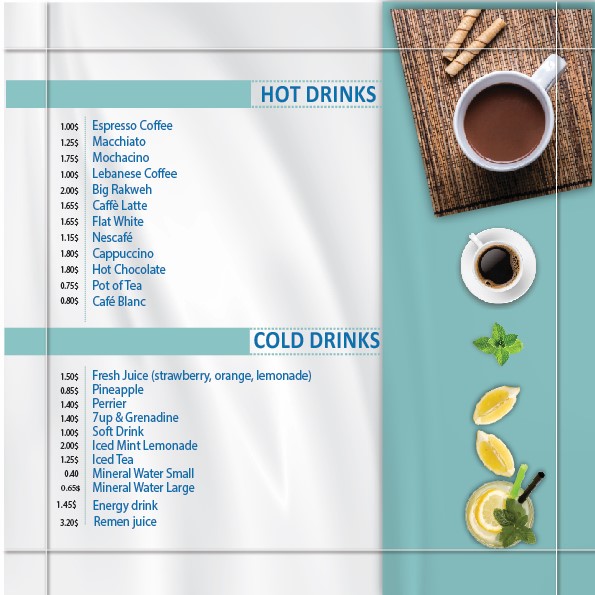 HOT DRINKS
1.00$ Espresso Coffee
1.25$ Macchiato
1.75$ Mochacino
1.00$ Lebanese Coffee
2.00$ Big Rakweh
1.65$ Caffè Latte
1.65$ Flat White
1.15$ Nescafé
1.80$ Cappuccino
1.80$ Hot Chocolate
0.75$ Pot of Tea
0.80$ Café Blanc
COLD DRINKS
1.50$ Fresh Juice (strawberry, orange, lemonade)
0.85$ Pineapple
1.40$ Perrier
1.40$ 7up & Grenadine
1.00$ Soft Drink
2.00$ Iced Mint Lemonade
1.25$ Iced Tea
0.40 Mineral Water Small
0.65$ Mineral Water Large
1.45$ Energy drink
3.20$ Remen juice